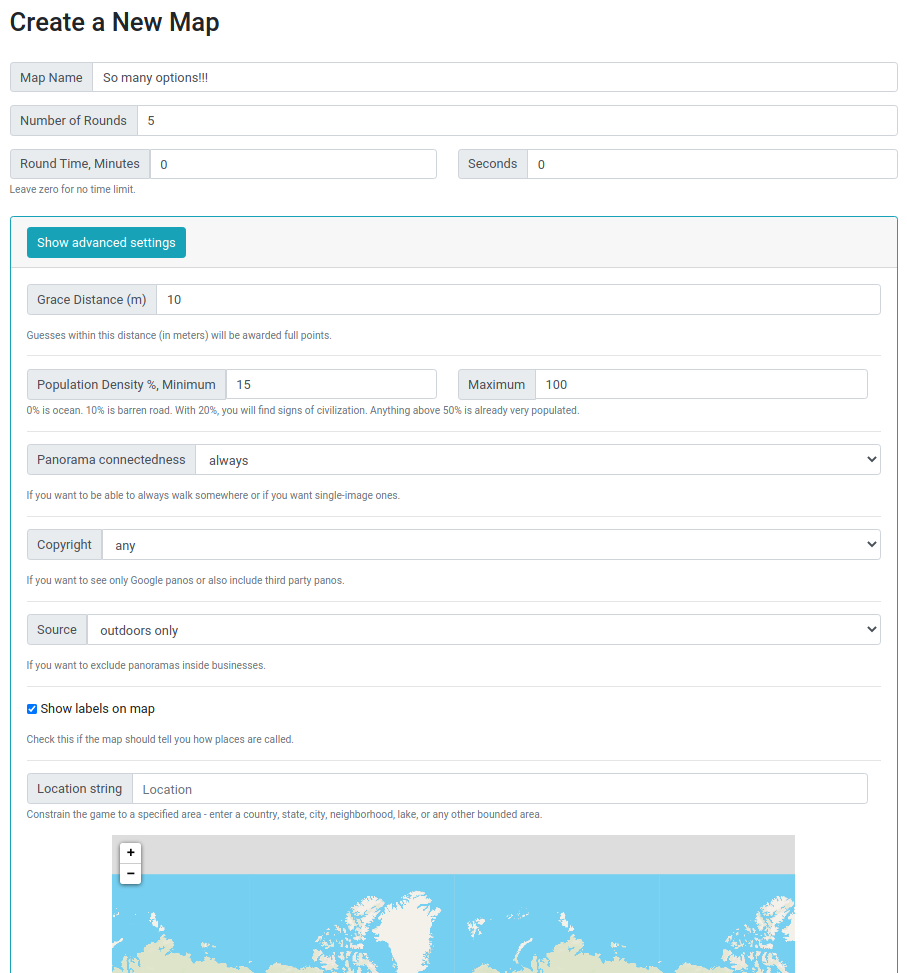 Create a New Map
Map Name So many options!!!
Number of Rounds 5
Round Time, Minutes 0 Seconds 0
Leave zero for no time limit.
Show advanced settings
Grace Distance (m) 10
Guesses within this distance (in meters) will be awarded full points.
Population Density %, Minimum 15 Maximum 100
0% is ocean. 10% is barren road. With 20%, you will find signs of civilization. Anything above 50% is already very populated.
Panorama connectedness always
If you want to be able to always walk somewhere or if you want single-image ones.
Copyright any
If you want to see only Google panos or also include third party panos.
Source outdoors only
If you want to exclude panoramas inside businesses.
Show labels on map
Check this if the map should tell you how places are called.
Location string Location
Constrain the game to a specified area - enter a country, state, city, neighborhood, lake, or any other bounded area.
+
−